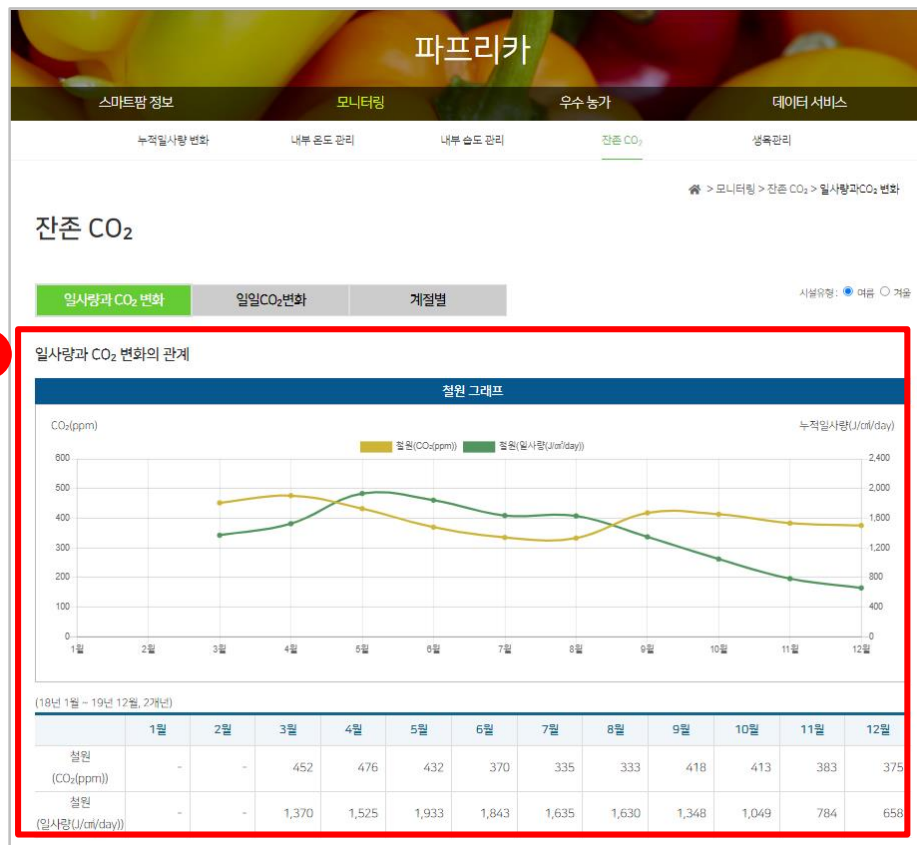 파프리카
스마트팜 정보 모니터링 우수 농가 데이터 서비스
누적일사량 변화 내부 온도 관리 내부 습도 관리 잔존 CO₂ 생육관리
> 모니터링 > 잔존 CO₂ > 일사량과CO₂ 변화
잔존 CO₂
일사량과 CO₂ 변화 일일CO₂변화 계절별 시설유형: 여름 겨울
일사량과 CO₂ 변화의 관계
철원 그래프
CO₂(ppm) 누적일사량(J/㎠/day)
철원(CO₂(ppm)) 철원(일사량(J/㎠/day))
600 2,400
500 2,000
400 1,600
300 1,200
200 800
100 400
0 0
1월 2월 3월 4월 5월 6월 7월 8월 9월 10월 11월 12월
(18년 1월 ~ 19년 12월, 2개년)
1월 2월 3월 4월 5월 6월 7월 8월 9월 10월 11월 12월
철원
(CO₂(ppm)) - - 452 476 432 370 335 333 418 413 383 375
철원
(일사량(J/㎠/day)) - - 1,370 1,525 1,933 1,843 1,635 1,630 1,348 1,049 784 658